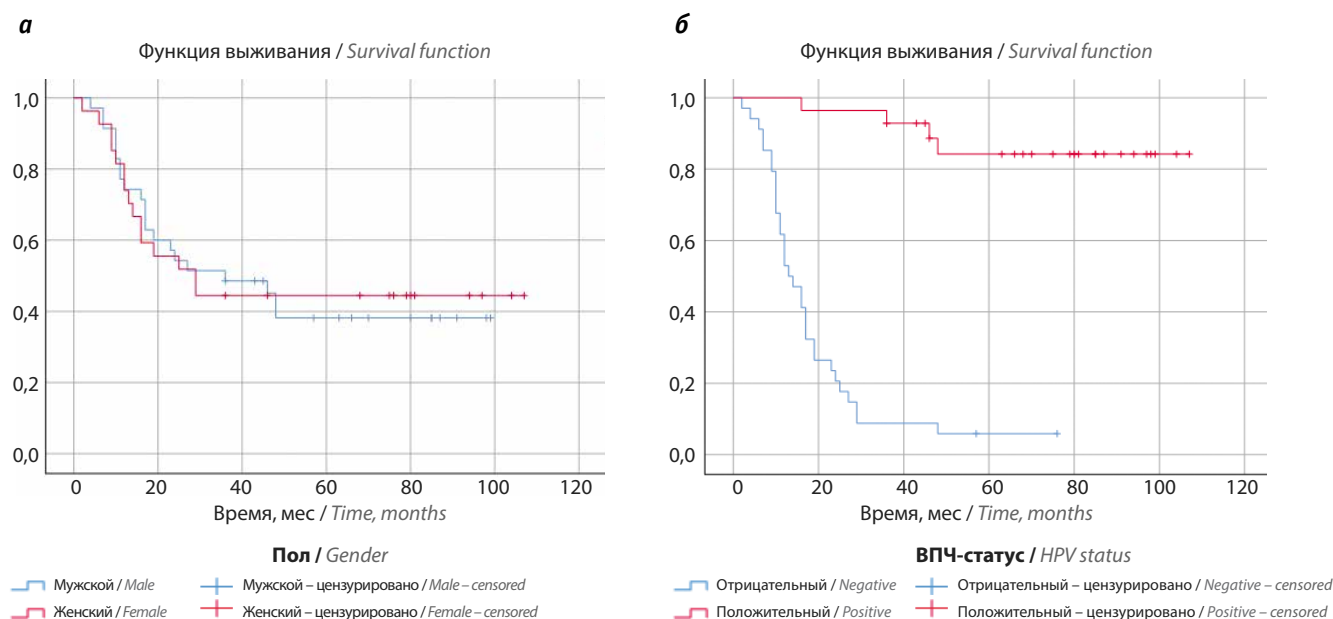 а
Функция выживания / Survival function
1,0
0,8
0,6
0,4
0,2
0,0
0 20 40 60 80 100 120
Время, мес / Time, months
Пол / Gender
Мужской / Male Мужской – цензурировано / Male – censored
Женский / Female Женский – цензурировано / Female – censored
б
Функция выживания / Survival function
1,0
0,8
0,6
0,4
0,2
0,0
0 20 40 60 80 100 120
Время, мес / Time, months
ВПЧ-статус / HPV status
Отрицательный / Negative Отрицательный – цензурировано / Negative – censored
Положительный / Positive Положительный – цензурировано / Positive – censored